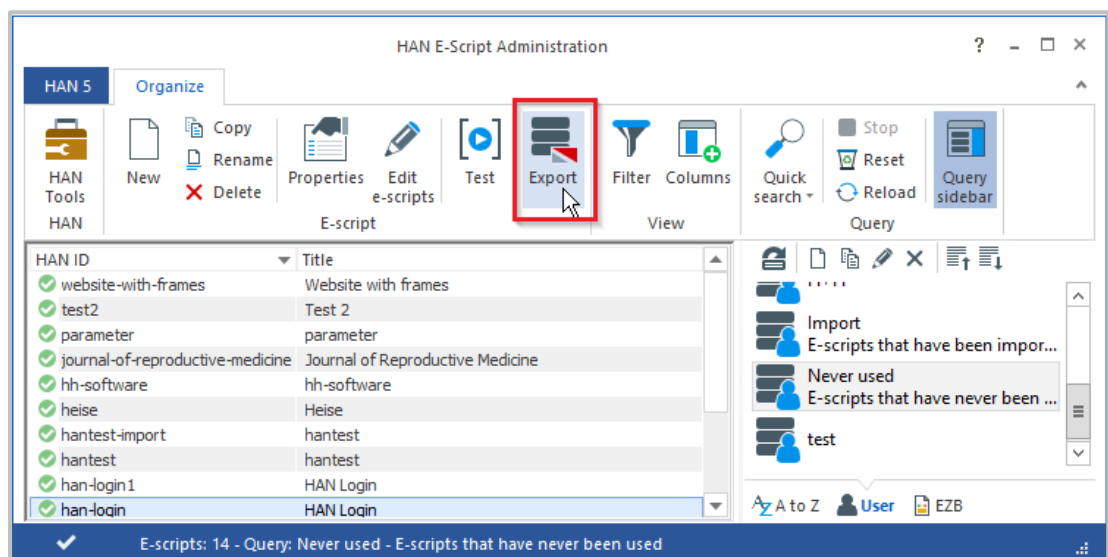 HAN E-Script Administration
?
HAN 5 Organize
HAN Tools
New
Copy
Rename
Delete
Properties
Edit e-scripts
Test
Export
Filter
Columns
Quick search
Stop
Reset
Reload
Query sidebar
HAN E-script View Query
HAN ID Title
website-with-frames Website with frames
test2 Test 2
parameter parameter
journal-of-reproductive-medicine Journal of Reproductive Medicine
hh-software hh-software
heise Heise
hantest-import hantest
hantest hantest
han-login1 HAN Login
han-login HAN Login
Import
E-scripts that have been impor...
Never used
E-scripts that have never been ...
test
A to Z User EZB
E-scripts: 14 - Query: Never used - E-scripts that have never been used